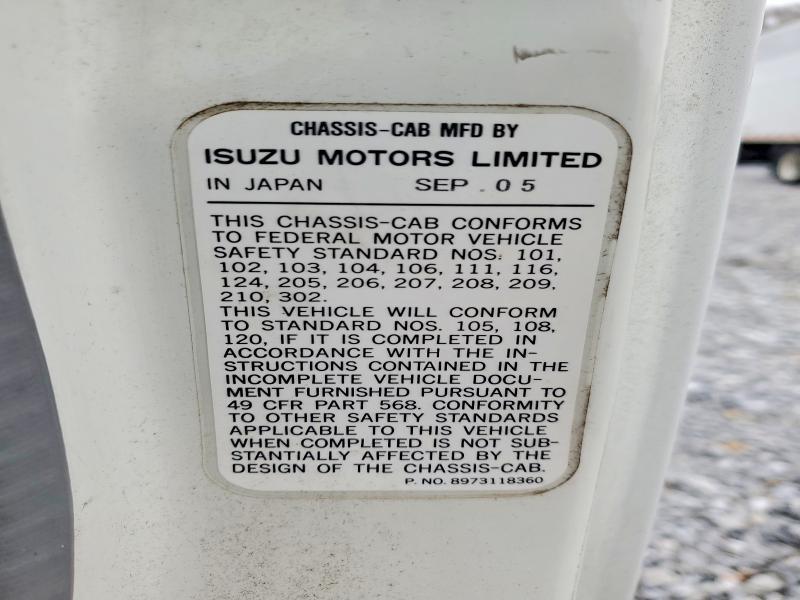 CHASSIS-CAB MFD BY
ISUZU MOTORS LIMITED
IN JAPAN SEP . 05
THIS CHASSIS-CAB CONFORMS
TO FEDERAL MOTOR VEHICLE
SAFETY STANDARD NOS. 101,
102, 103, 104, 106, 111, 116,
124, 205, 206, 207, 208, 209,
210, 302.
THIS VEHICLE WILL CONFORM
TO STANDARD NOS. 105, 108,
120, IF IT IS COMPLETED IN
ACCORDANCE WITH THE IN-
STRUCTIONS CONTAINED IN THE
INCOMPLETE VEHICLE DOCU-
MENT FURNISHED PURSUANT TO
49 CFR PART 568. CONFORMITY
TO OTHER SAFETY STANDARDS
APPLICABLE TO THIS VEHICLE
WHEN COMPLETED IS NOT SUB-
STANTIALLY AFFECTED BY THE
DESIGN OF THE CHASSIS-CAB.
P. NO. 8973118360